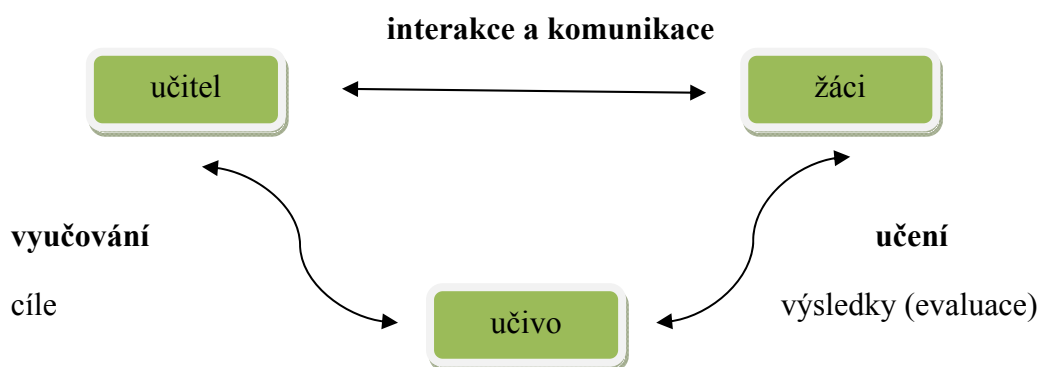 interakce a komunikace
učitel
žáci
vyučování
učení
cíle
výsledky (evaluace)
učivo